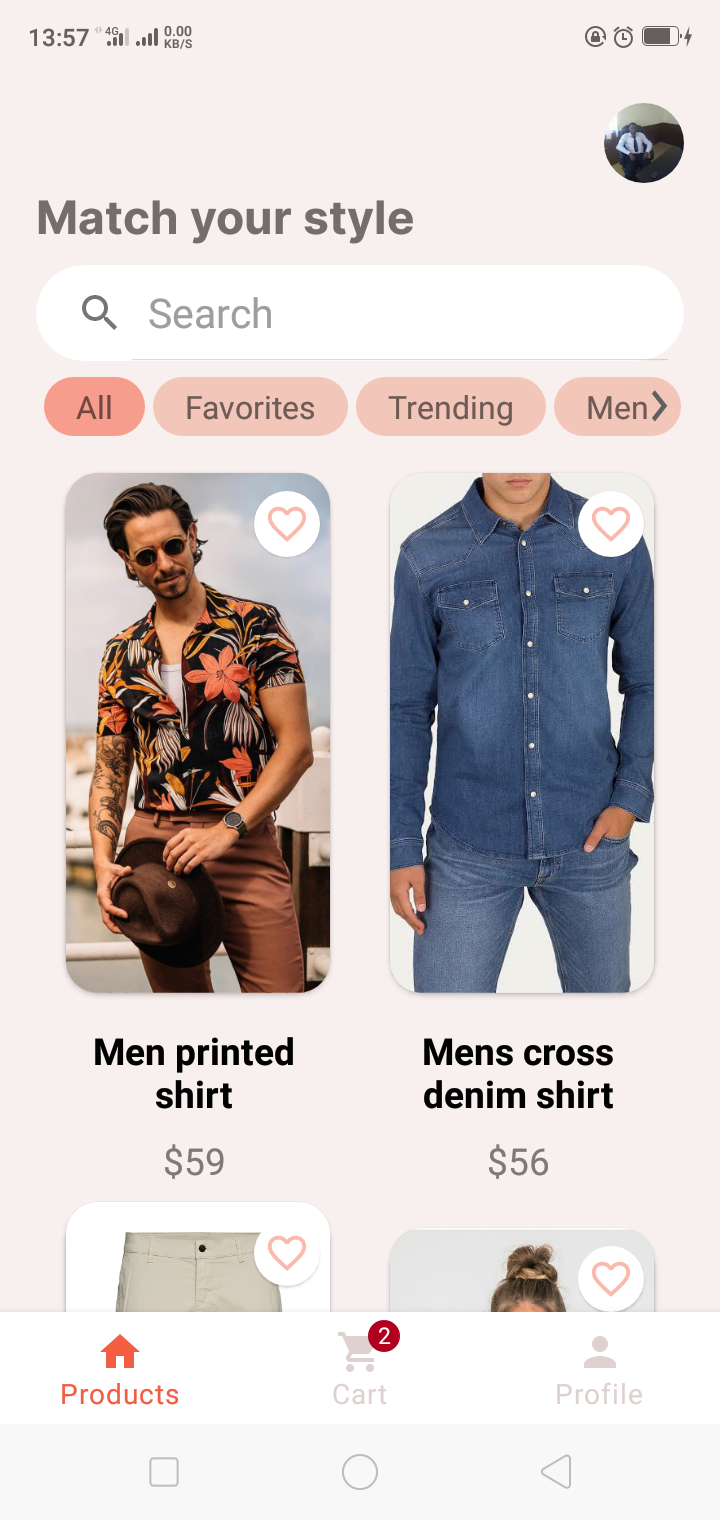 13:57 4G 0.00 KB/S
Match your style
Search
All Favorites Trending Men
Men printed shirt
Mens cross denim shirt
$59 $56
2
Products Cart Profile